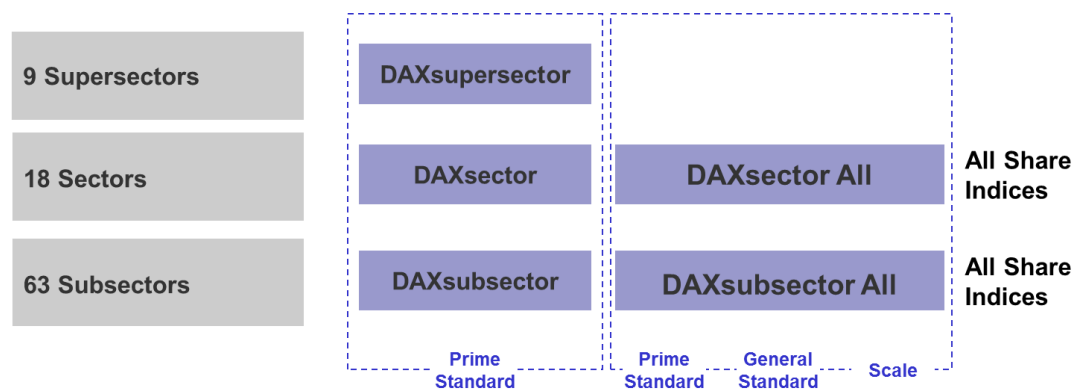 9 Supersectors
DAXsupersector
18 Sectors
DAXsector
DAXsector All
All Share
Indices
63 Subsectors
DAXsubsector
DAXsubsector All
All Share
Indices
Prime
Standard
Prime
Standard
General
Standard
Scale